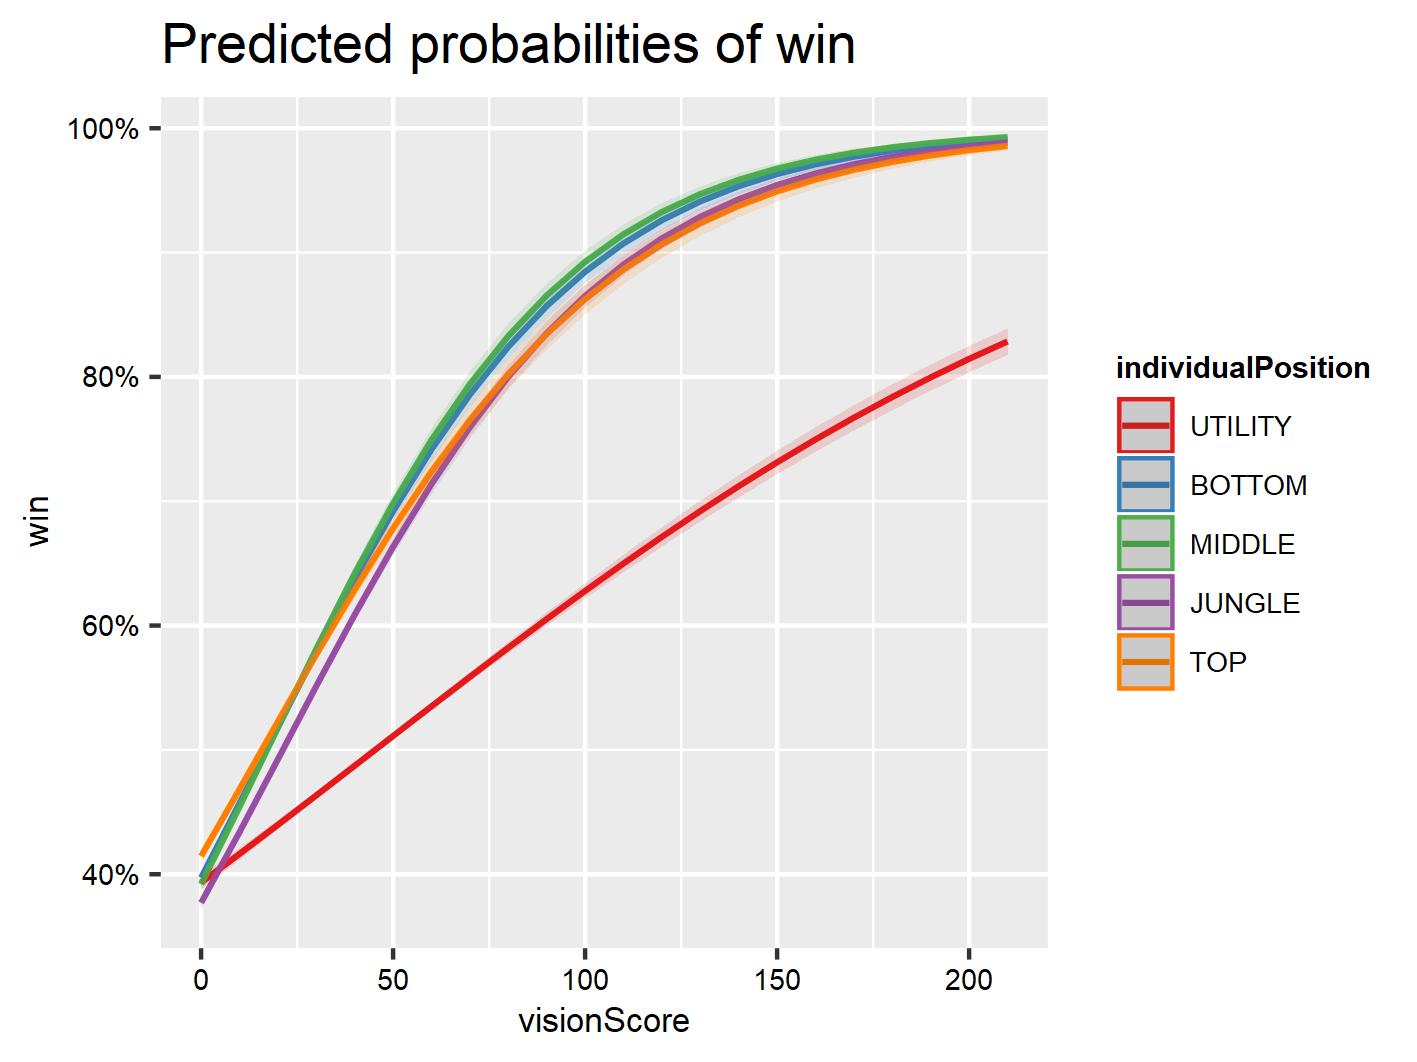 Predicted probabilities of win
100%
80%
60%
40%
win
0 50 100 150 200
visionScore
individualPosition
UTILITY
BOTTOM
MIDDLE
JUNGLE
TOP